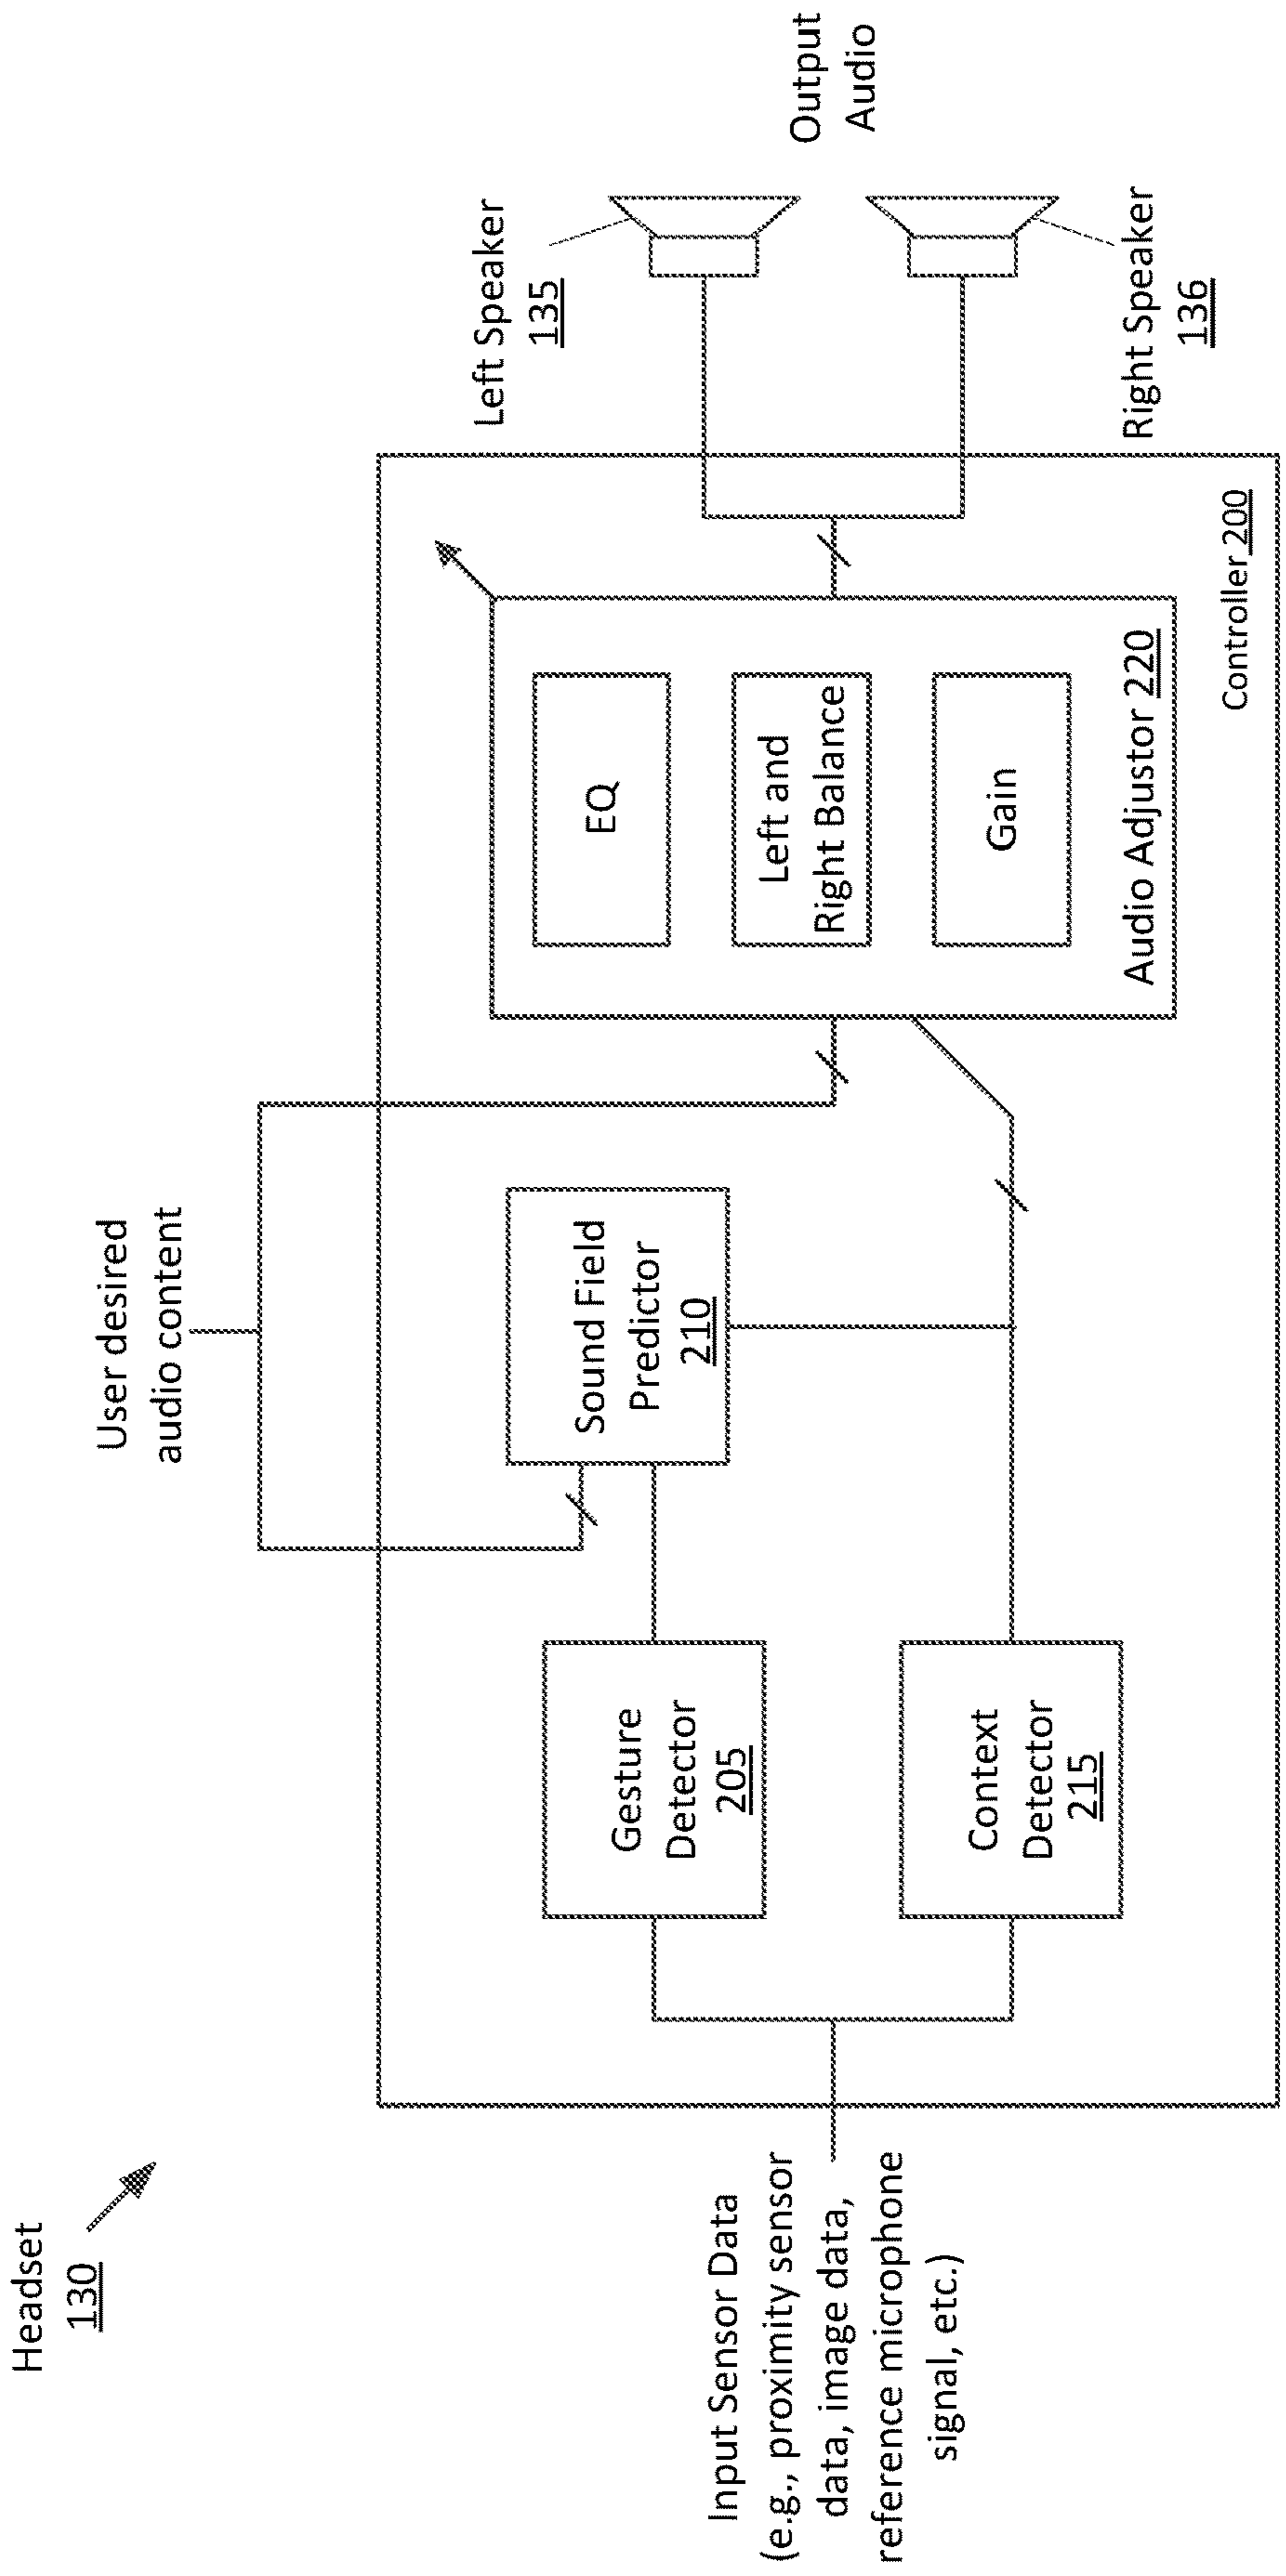 Headset
130
User desired
audio content
Left Speaker
135
Output
Audio
Right Speaker
136
Input Sensor Data
(e.g., proximity sensor
data, image data,
reference microphone
signal, etc.)
Gesture
Detector
205
Context
Detector
215
Sound Field
Predictor
210
EQ
Left and
Right Balance
Gain
Audio Adjustor 220
Controller 200